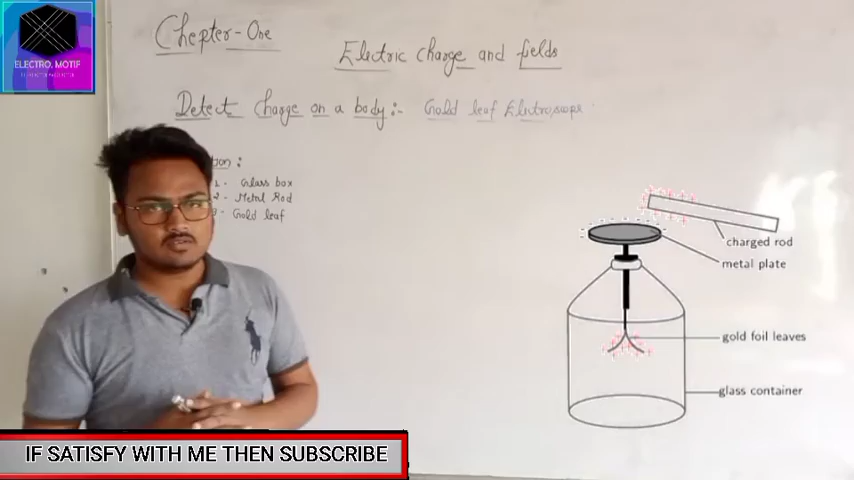 ELECTRO. MOTIF
Chepter-One
Electric charge and fields
Detect charge on a body :- Gold leaf Electroscope
tion :
1- Glass box
2- Metal Rod
3- Gold leaf
charged rod
metal plate
gold foil leaves
glass container
IF SATISFY WITH ME THEN SUBSCRIBE